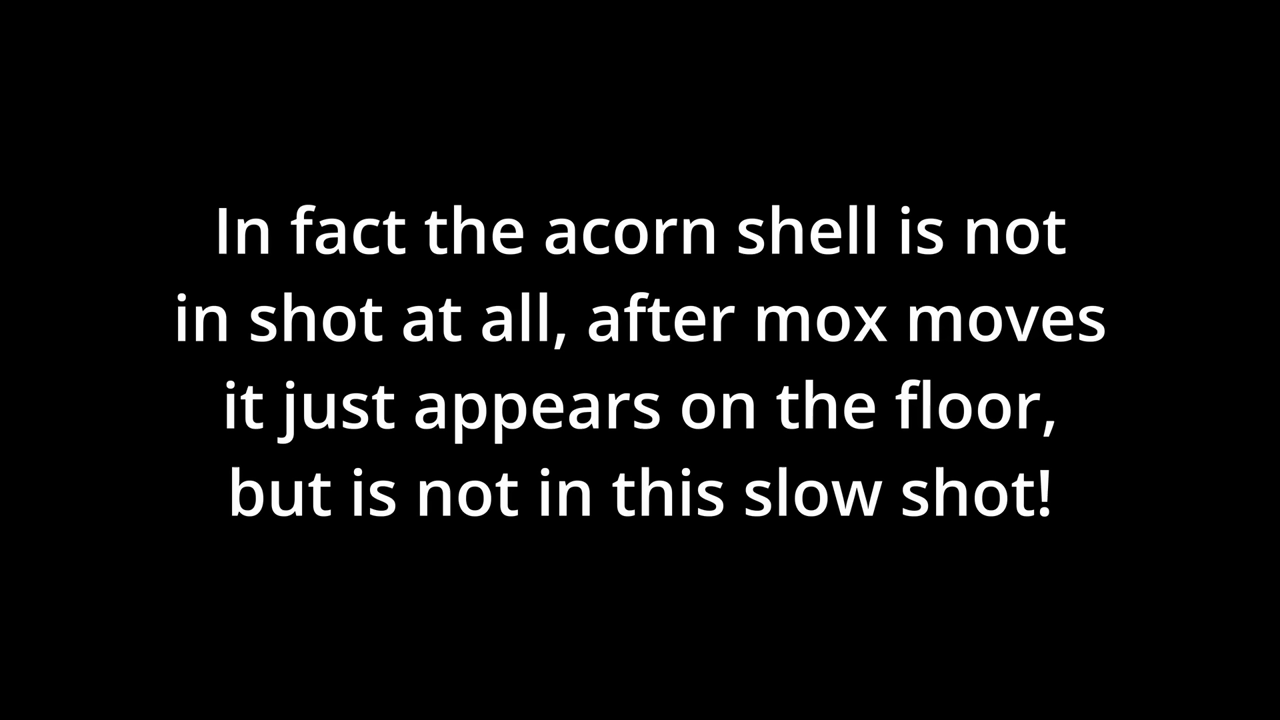 In fact the acorn shell is not
in shot at all, after mox moves
it just appears on the floor,
but is not in this slow shot!